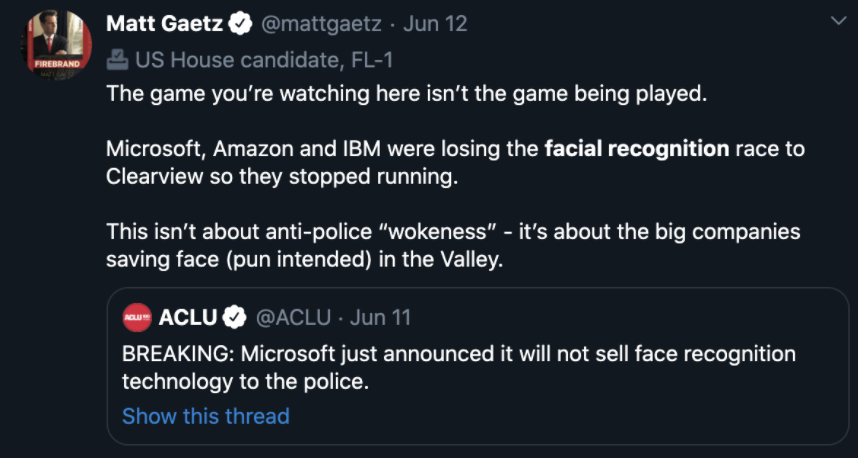 Matt Gaetz @mattgaetz · Jun 12
FIREBRAND
MATT GAETZ
US House candidate, FL-1
The game you’re watching here isn’t the game being played.
Microsoft, Amazon and IBM were losing the facial recognition race to
Clearview so they stopped running.
This isn’t about anti-police “wokeness” - it’s about the big companies
saving face (pun intended) in the Valley.
ACLU
ACLU @ACLU · Jun 11
BREAKING: Microsoft just announced it will not sell face recognition
technology to the police.
Show this thread